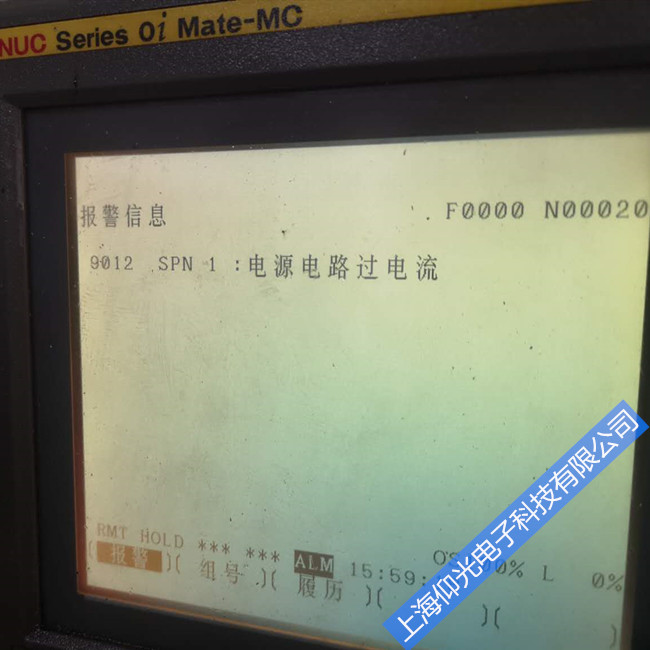 NUC Series 0i Mate-MC
报警信息 . F0000 N00020
9012 SPN 1 :电源电路过电流
RMT HOLD *** *** ALM 15:59: L 0%
(报警)(组号.)(履历)( )( )
上海仰光电子科技有限公司